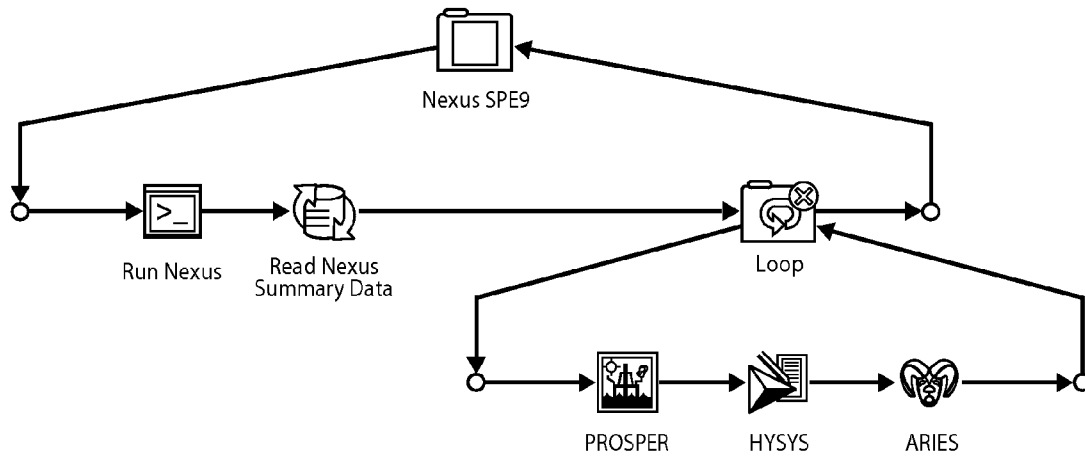 Nexus SPE9
>_
Run Nexus
Read Nexus
Summary Data
Loop
PROSPER
HYSYS
ARIES